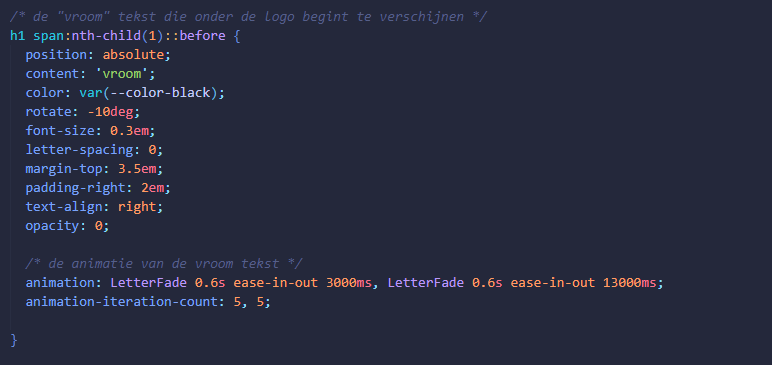 /* de "vroom" tekst die onder de logo begint te verschijnen */
h1 span:nth-child(1)::before {
  position: absolute;
  content: 'vroom';
  color: var(--color-black);
  rotate: -10deg;
  font-size: 0.3em;
  letter-spacing: 0;
  margin-top: 3.5em;
  padding-right: 2em;
  text-align: right;
  opacity: 0;
  /* de animatie van de vroom tekst */
  animation: LetterFade 0.6s ease-in-out 3000ms, LetterFade 0.6s ease-in-out 13000ms;
  animation-iteration-count: 5, 5;
}